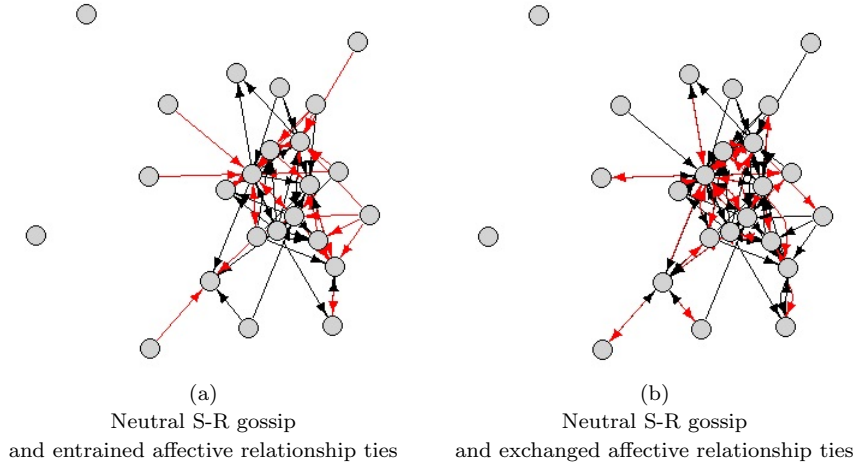 (a)
Neutral S-R gossip
and entrained affective relationship ties
(b)
Neutral S-R gossip
and exchanged affective relationship ties